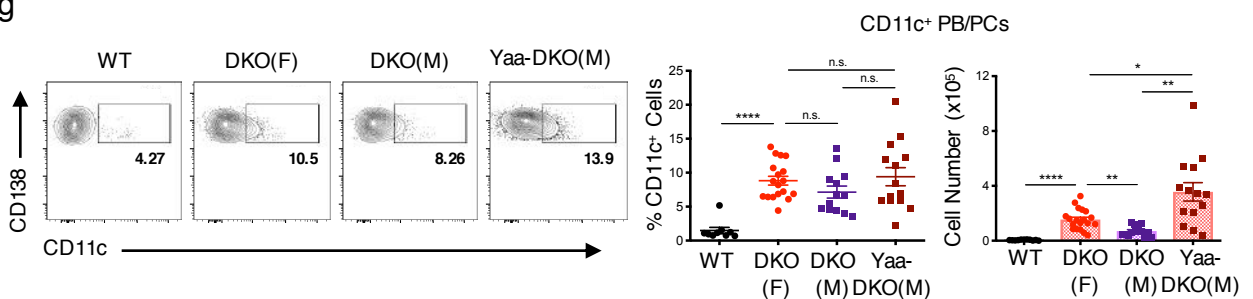 g
CD11c⁺ PB/PCs
WT DKO(F) DKO(M) Yaa-DKO(M)
CD138
4.27 10.5 8.26 13.9
CD11c
% CD11c⁺ Cells
25
20
15
10
5
0
n.s.
n.s.
**** n.s.
WT DKO (F) DKO (M) Yaa-DKO(M)
Cell Number (x10⁵)
12
8
4
0
*
**
**** **
WT DKO (F) DKO (M) Yaa-DKO(M)